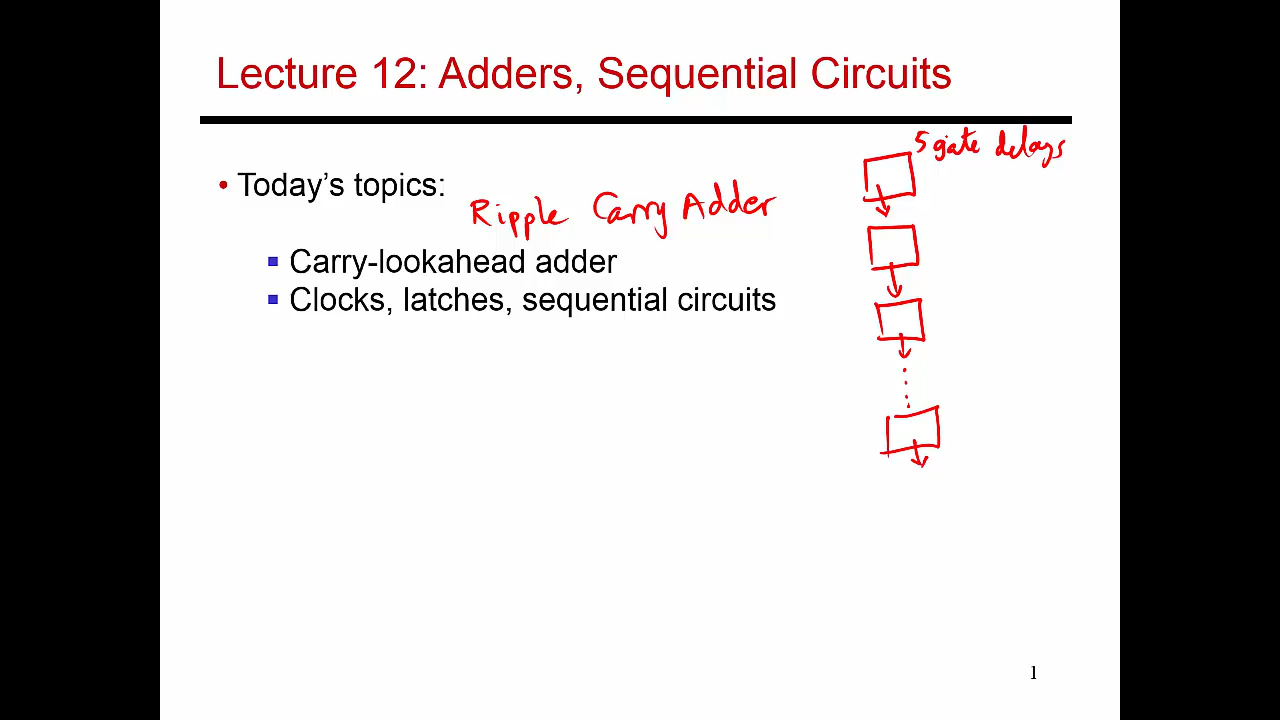 Lecture 12: Adders, Sequential Circuits
5 gate delays
• Today's topics:
Ripple Carry Adder
▪ Carry-lookahead adder
▪ Clocks, latches, sequential circuits
1